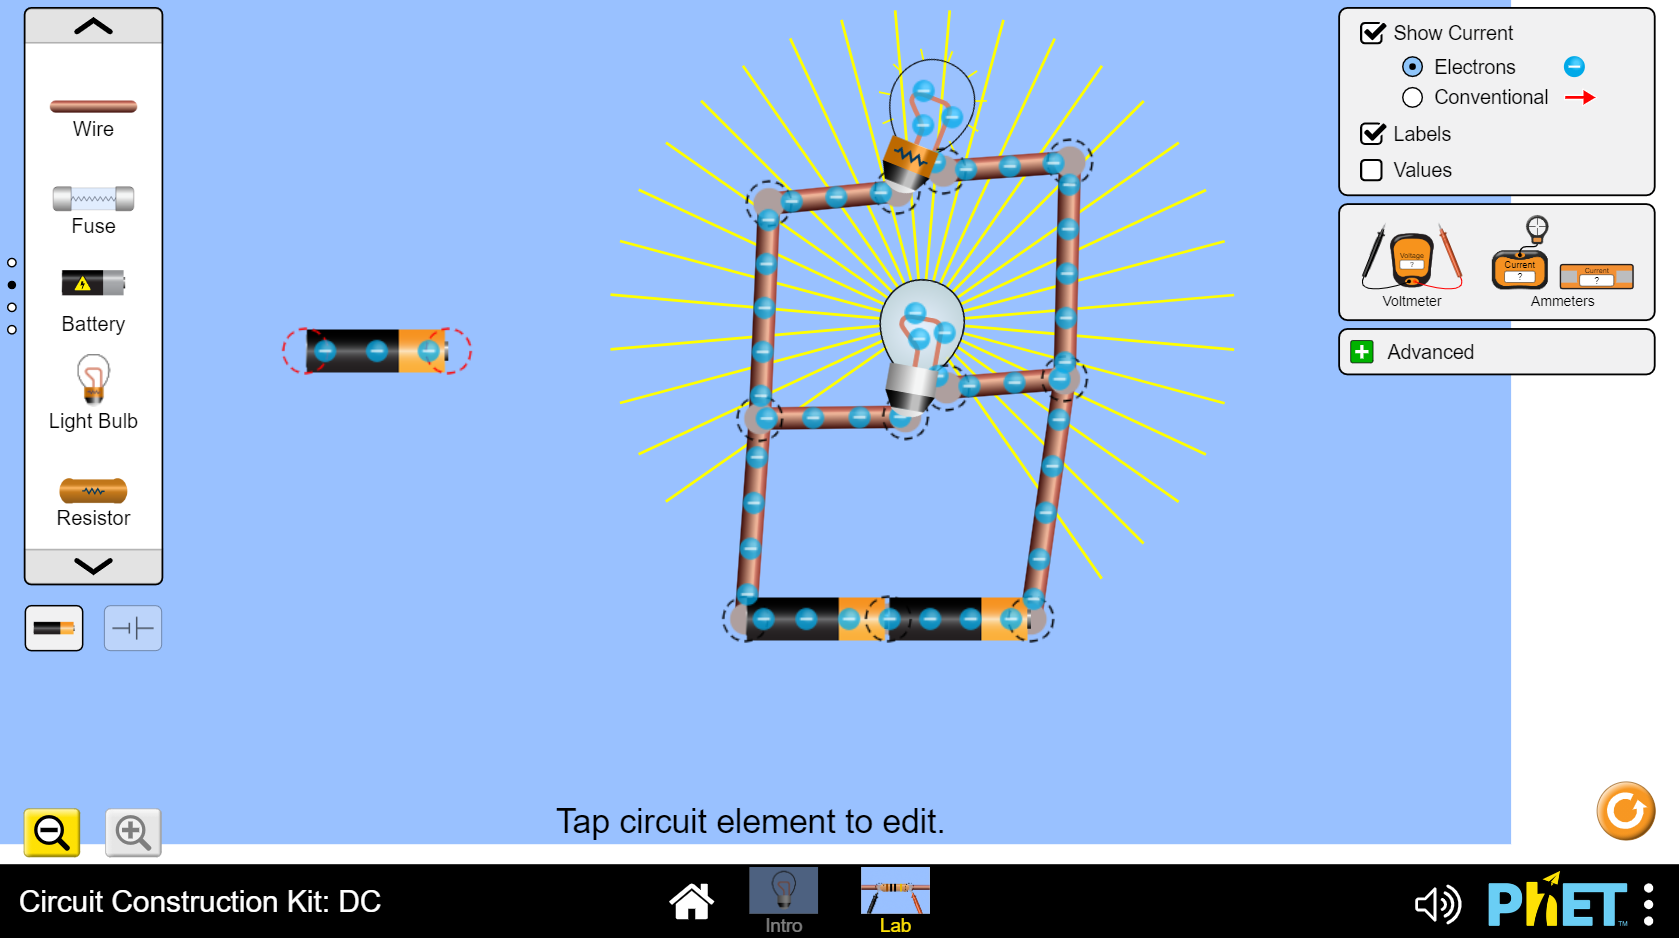 Wire
Fuse
Battery
Light Bulb
Resistor
Show Current
Electrons
Conventional
Labels
Values
Voltage
?
Current
?
Current
?
Voltmeter
Ammeters
Advanced
Tap circuit element to edit.
Circuit Construction Kit: DC
Intro
Lab
PhET
TM